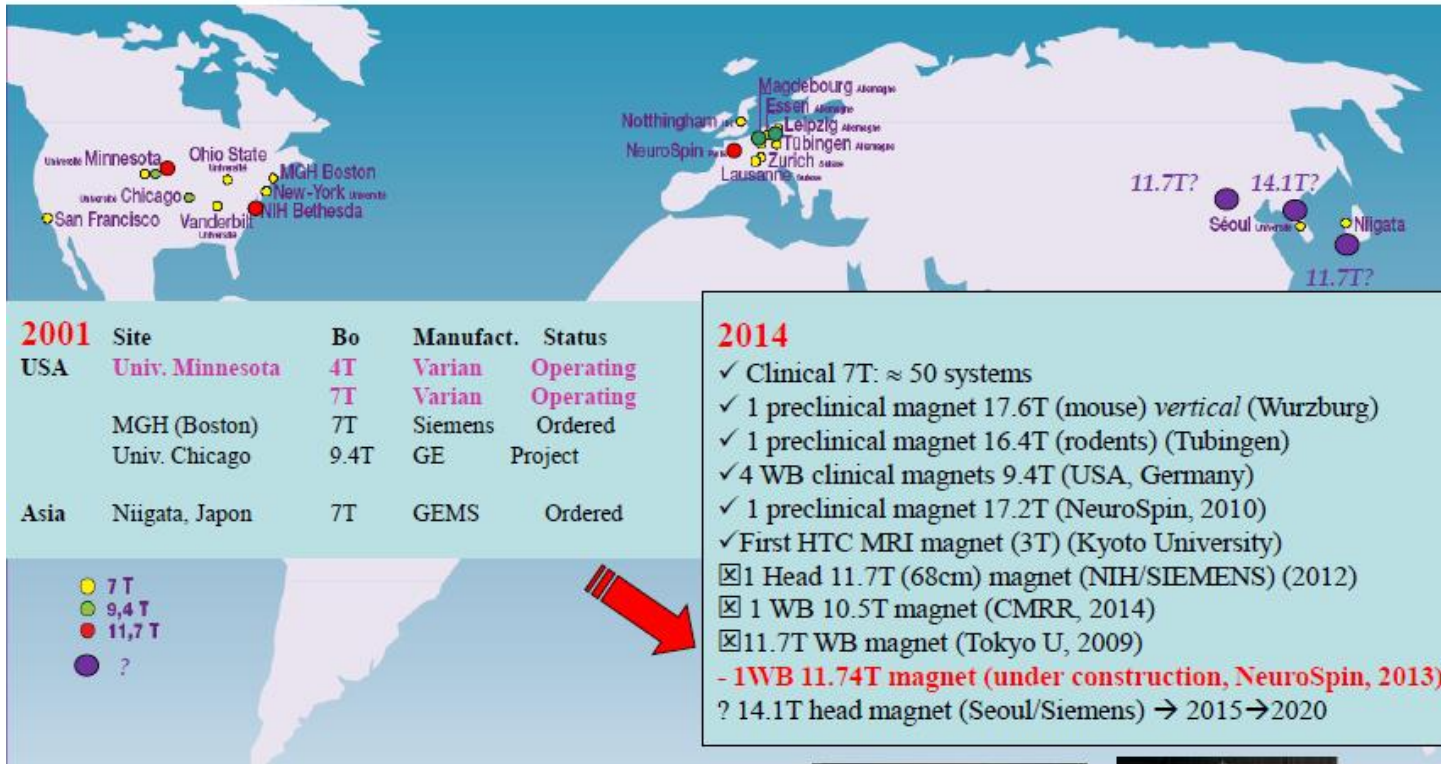 Magdebourg Allemagne
Essen Allemagne
Notthingham UK
Leipzig Allemagne
NeuroSpin Paris
Tübingen Allemagne
Zurich Suisse
Lausanne Suisse
Université Minnesota
Ohio State Université
MGH Boston
New-York Université
Université Chicago
NIH Bethesda
San Francisco
Vanderbilt Université
11.7T?
14.1T?
Séoul Université
Niigata
11.7T?
2001 Site Bo Manufact. Status
USA Univ. Minnesota 4T Varian Operating
7T Varian Operating
MGH (Boston) 7T Siemens Ordered
Univ. Chicago 9.4T GE Project
Asia Niigata, Japon 7T GEMS Ordered
7 T
9,4 T
11,7 T
?
2014
✓ Clinical 7T: ≈ 50 systems
✓ 1 preclinical magnet 17.6T (mouse) vertical (Wurzburg)
✓ 1 preclinical magnet 16.4T (rodents) (Tubingen)
✓4 WB clinical magnets 9.4T (USA, Germany)
✓ 1 preclinical magnet 17.2T (NeuroSpin, 2010)
✓First HTC MRI magnet (3T) (Kyoto University)
☒1 Head 11.7T (68cm) magnet (NIH/SIEMENS) (2012)
☒ 1 WB 10.5T magnet (CMRR, 2014)
☒11.7T WB magnet (Tokyo U, 2009)
- 1WB 11.74T magnet (under construction, NeuroSpin, 2013)
? 14.1T head magnet (Seoul/Siemens) → 2015→2020